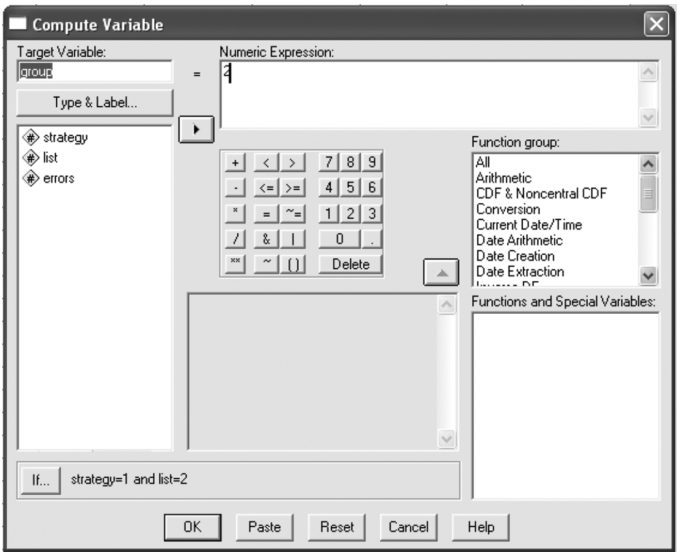 Compute Variable
Target Variable:
group
=
Numeric Expression:
2
Type & Label...
strategy
list
errors
+ < > 7 8 9
- <= >= 4 5 6
* = ~= 1 2 3
/ & | 0 .
** ~ () Delete
Function group:
All
Arithmetic
CDF & Noncentral CDF
Conversion
Current Date/Time
Date Arithmetic
Date Creation
Date Extraction
Inverse DF
Functions and Special Variables:
If... strategy=1 and list=2
OK Paste Reset Cancel Help